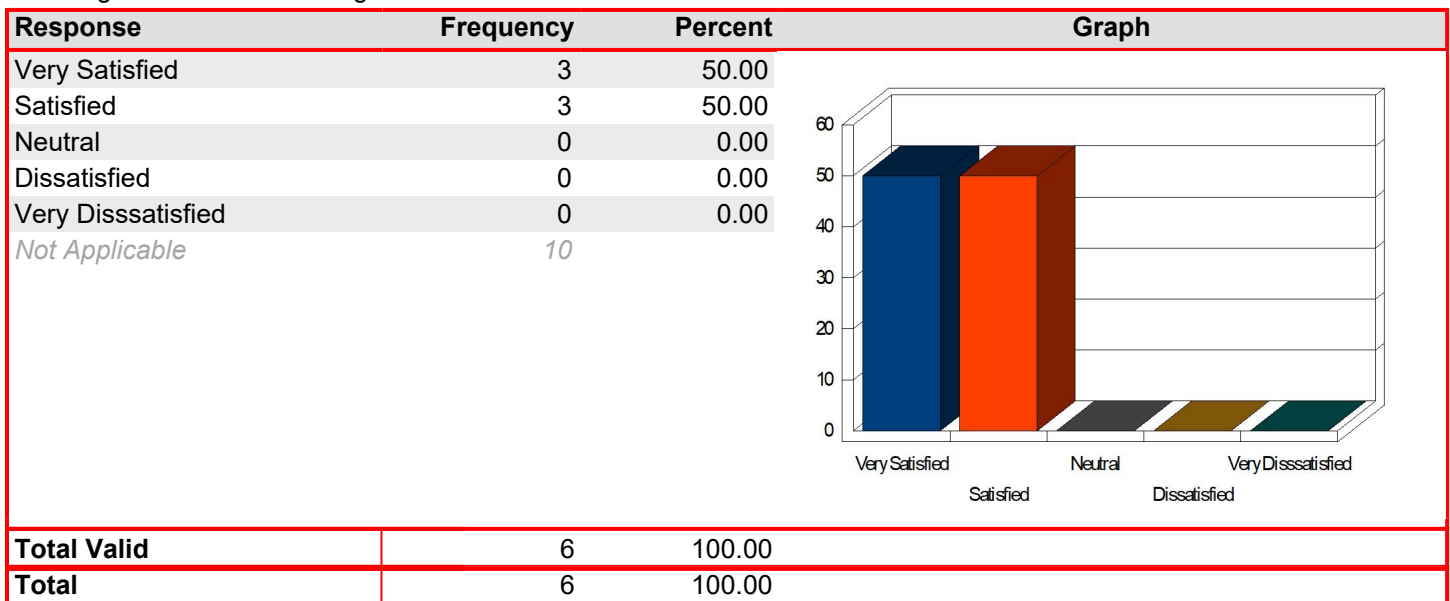 Response Frequency Percent Graph
Very Satisfied 3 50.00
Satisfied 3 50.00
Neutral 0 0.00
Dissatisfied 0 0.00
Very Disssatisfied 0 0.00
Not Applicable 10
60
50
40
30
20
10
0
Very Satisfied Neutral Very Disssatisfied
Satisfied Dissatisfied
Total Valid 6 100.00
Total 6 100.00